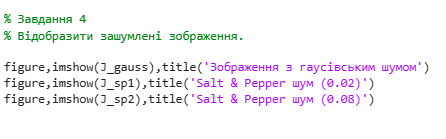 % Завдання 4
% Відобразити зашумлені зображення.
figure,imshow(J_gauss),title('Зображення з гаусівським шумом')
figure,imshow(J_sp1),title('Salt & Pepper шум (0.02)')
figure,imshow(J_sp2),title('Salt & Pepper шум (0.08)')